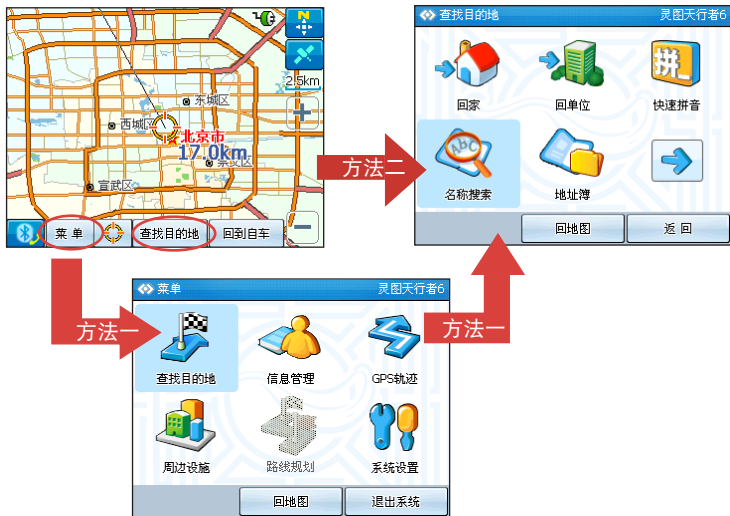 N
2.5km
东城区
西城区
北京市
17.0km
崇文区
宣武区
菜单
查找目的地
回到自车
方法二
查找目的地
灵图天行者6
回家
回单位
拼
快速拼音
ABC
名称搜索
地址簿
回地图
返回
方法一
方法一
菜单
灵图天行者6
查找目的地
信息管理
GPS轨迹
周边设施
路线规划
系统设置
回地图
退出系统